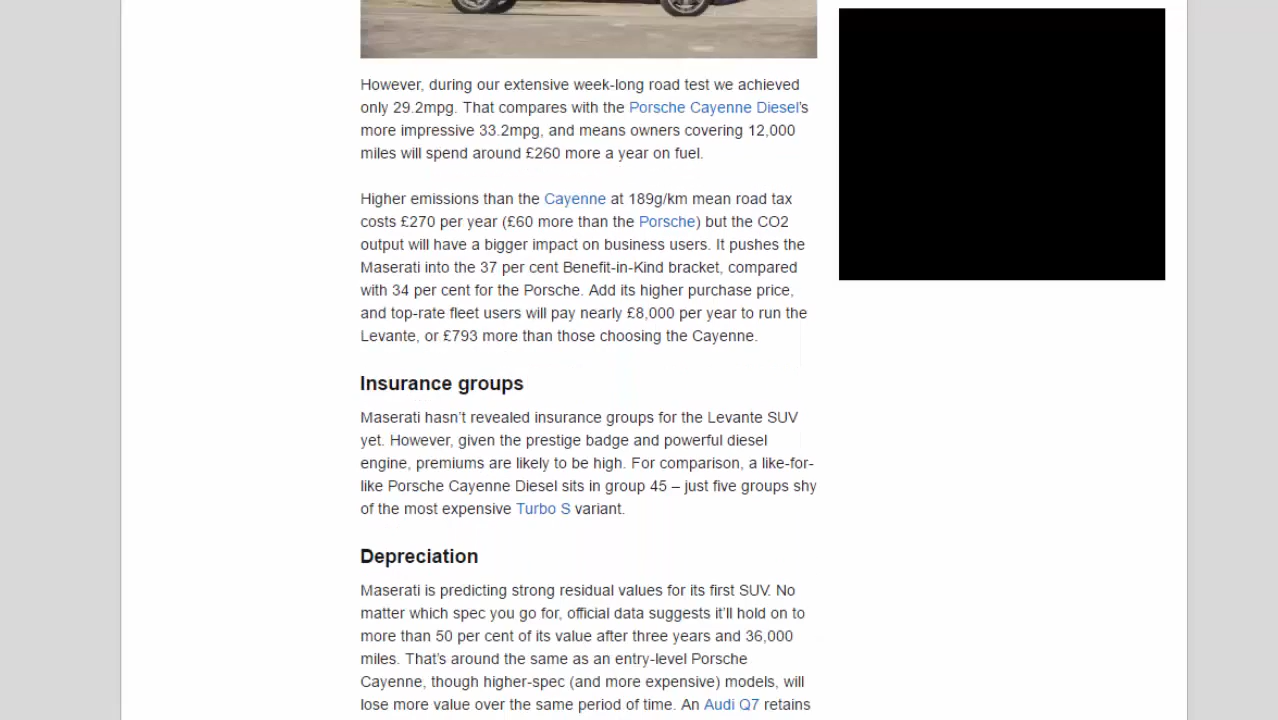 However, during our extensive week-long road test we achieved
only 29.2mpg. That compares with the Porsche Cayenne Diesel's
more impressive 33.2mpg, and means owners covering 12,000
miles will spend around £260 more a year on fuel.
Higher emissions than the Cayenne at 189g/km mean road tax
costs £270 per year (£60 more than the Porsche) but the CO2
output will have a bigger impact on business users. It pushes the
Maserati into the 37 per cent Benefit-in-Kind bracket, compared
with 34 per cent for the Porsche. Add its higher purchase price,
and top-rate fleet users will pay nearly £8,000 per year to run the
Levante, or £793 more than those choosing the Cayenne.
Insurance groups
Maserati hasn't revealed insurance groups for the Levante SUV
yet. However, given the prestige badge and powerful diesel
engine, premiums are likely to be high. For comparison, a like-for-
like Porsche Cayenne Diesel sits in group 45 – just five groups shy
of the most expensive Turbo S variant.
Depreciation
Maserati is predicting strong residual values for its first SUV. No
matter which spec you go for, official data suggests it'll hold on to
more than 50 per cent of its value after three years and 36,000
miles. That's around the same as an entry-level Porsche
Cayenne, though higher-spec (and more expensive) models, will
lose more value over the same period of time. An Audi Q7 retains